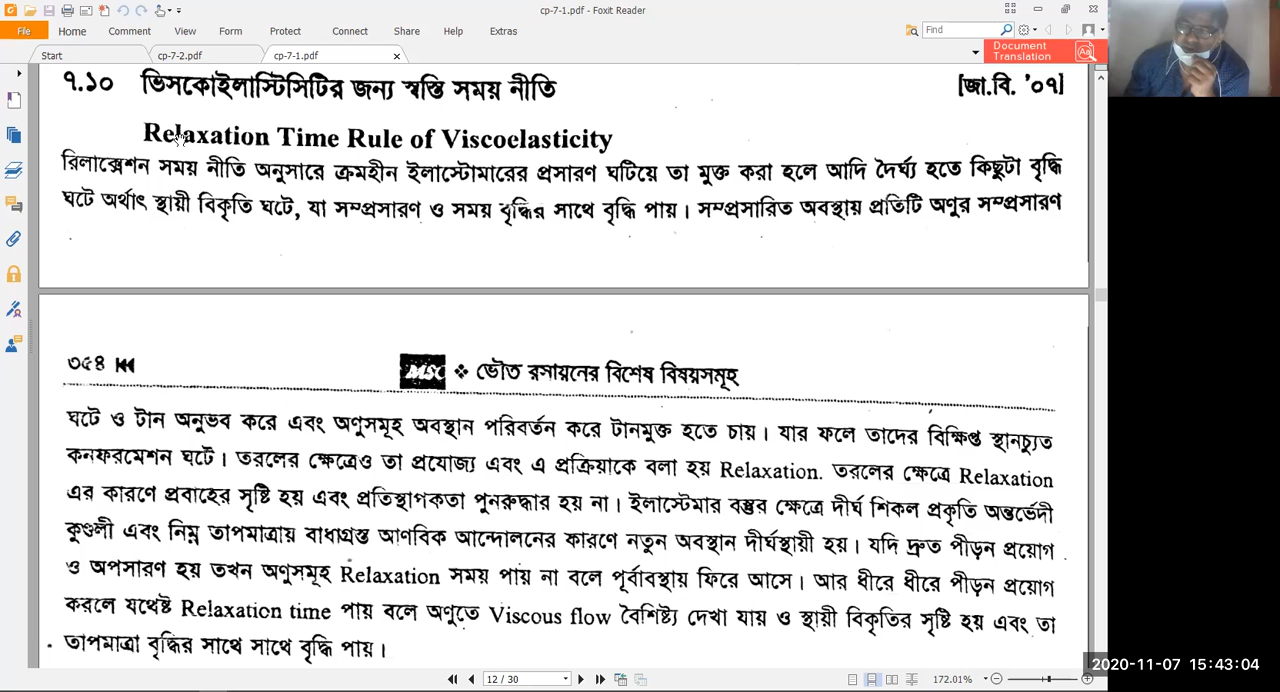 cp-7-1.pdf - Foxit Reader
File Home Comment View Form Protect Connect Share Help Extras
Find
Start cp-7-2.pdf cp-7-1.pdf
Document
Translation
৭.১০ ভিসকোইলাস্টিসিটির জন্য স্বস্তি সময় নীতি [জা.বি. '০৭]
Relaxation Time Rule of Viscoelasticity
রিলাক্সেশন সময় নীতি অনুসারে ক্রমহীন ইলাস্টোমারের প্রসারণ ঘটিয়ে তা মুক্ত করা হলে আদি দৈর্ঘ্য হতে কিছুটা বৃদ্ধি
ঘটে অর্থাৎ স্থায়ী বিকৃতি ঘটে, যা সম্প্রসারণ ও সময় বৃদ্ধির সাথে বৃদ্ধি পায়। সম্প্রসারিত অবস্থায় প্রতিটি অণুর সম্প্রসারণ
৩৫৪ MSC ❖ ভৌত রসায়নের বিশেষ বিষয়সমূহ
ঘটে ও টান অনুভব করে এবং অণুসমূহ অবস্থান পরিবর্তন করে টানমুক্ত হতে চায়। যার ফলে তাদের বিক্ষিপ্ত স্থানচ্যুত
কনফরমেশন ঘটে। তরলের ক্ষেত্রেও তা প্রযোজ্য এবং এ প্রক্রিয়াকে বলা হয় Relaxation. তরলের ক্ষেত্রে Relaxation
এর কারণে প্রবাহের সৃষ্টি হয় এবং প্রতিস্থাপকতা পুনরুদ্ধার হয় না। ইলাস্টেমার বস্তুর ক্ষেত্রে দীর্ঘ শিকল প্রকৃতি অন্তর্ভেদী
কুণ্ডলী এবং নিম্ন তাপমাত্রায় বাধাগ্রস্ত আণবিক আন্দোলনের কারণে নতুন অবস্থান দীর্ঘস্থায়ী হয়। যদি দ্রুত পীড়ন প্রয়োগ
ও অপসারণ হয় তখন অণুসমূহ Relaxation সময় পায় না বলে পূর্বাবস্থায় ফিরে আসে। আর ধীরে ধীরে পীড়ন প্রয়োগ
করলে যথেষ্ট Relaxation time পায় বলে অণুতে Viscous flow বৈশিষ্ট্য দেখা যায় ও স্থায়ী বিকৃতির সৃষ্টি হয় এবং তা
তাপমাত্রা বৃদ্ধির সাথে সাথে বৃদ্ধি পায়।
12 / 30 172.01%
2020-11-07 15:43:04